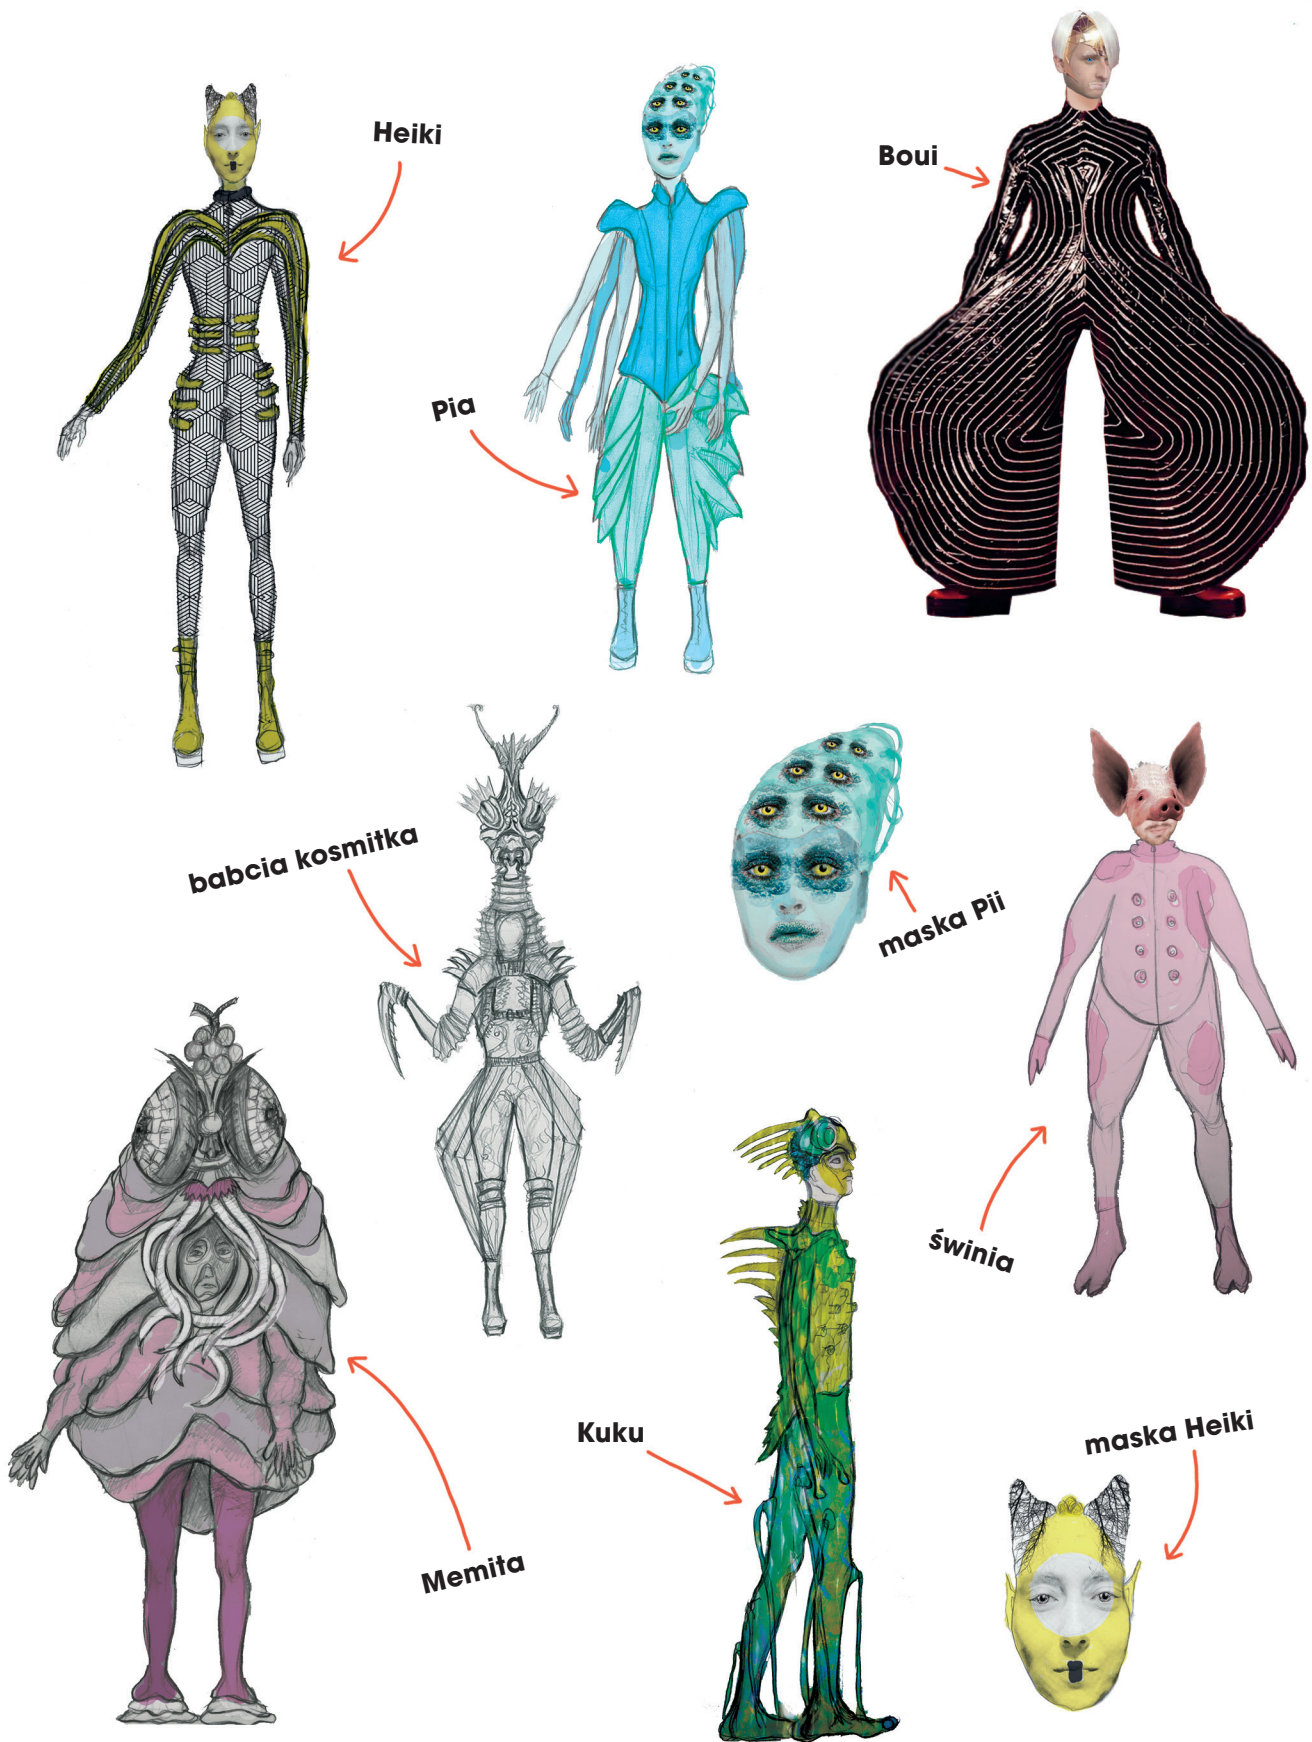 Heiki
Boui
Pia
babcia kosmitka
maska Pii
świnia
Kuku
maska Heiki
Memita